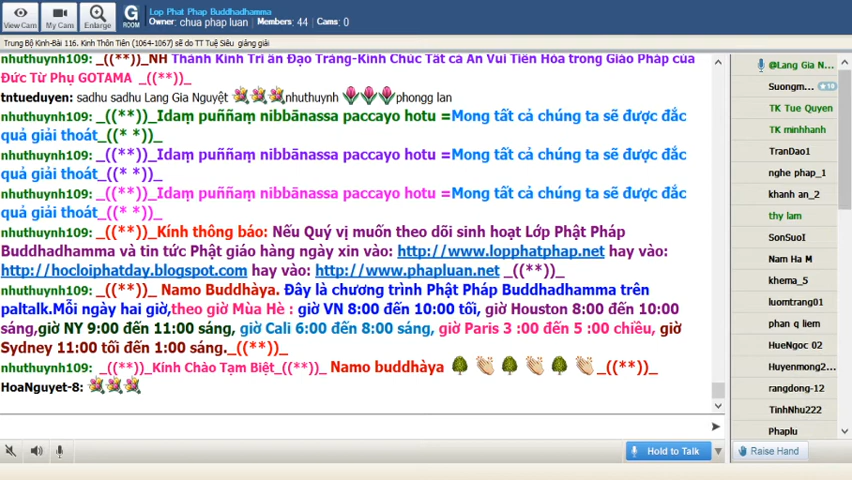 Lop Phat Phap Buddhadhamma
Owner: chua phap luan  Members: 44  Cams: 0
View Cam  My Cam  Enlarge  G ROOM
Trung Bộ Kinh-Bài 116. Kinh Thôn Tiên (1064-1067) sẽ do TT Tuệ Siêu giảng giải
nhuthuynh109: _((**))_NH Thành Kính Tri ân Đạo Tràng-Kính Chúc Tất cả An Vui Tiến Hóa trong Giáo Pháp của
Đức Từ Phụ GOTAMA _((**))_
tntueduyen: sadhu sadhu Lang Gia Nguyệt nhuthuynh phongg lan
nhuthuynh109: _((**))_Idaṃ puññaṃ nibbānassa paccayo hotu =Mong tất cả chúng ta sẽ được đắc
quả giải thoát_((* *))_
nhuthuynh109: _((**))_Idaṃ puññaṃ nibbānassa paccayo hotu =Mong tất cả chúng ta sẽ được đắc
quả giải thoát_((* *))_
nhuthuynh109: _((**))_Idaṃ puññaṃ nibbānassa paccayo hotu =Mong tất cả chúng ta sẽ được đắc
quả giải thoát_((* *))_
nhuthuynh109: _((**))_Kính thông báo: Nếu Quý vị muốn theo dõi sinh hoạt Lớp Phật Pháp
Buddhadhamma và tin tức Phật giáo hàng ngày xin vào: http://www.lopphatphap.net hay vào:
http://hocloiphatday.blogspot.com hay vào: http://www.phapluan.net _((**))_
nhuthuynh109: _((**))_ Namo Buddhàya. Đây là chương trình Phật Pháp Buddhadhamma trên
paltalk.Mỗi ngày hai giờ,theo giờ Mùa Hè : giờ VN 8:00 đến 10:00 tối, giờ Houston 8:00 đến 10:00
sáng,giờ NY 9:00 đến 11:00 sáng, giờ Cali 6:00 đến 8:00 sáng, giờ Paris 3 :00 đến 5 :00 chiều, giờ
Sydney 11:00 tối đến 1:00 sáng._((**))_
nhuthuynh109: _((**))_Kính Chào Tạm Biệt_((**))_ Namo buddhàya _((**))_
HoaNguyet-8:
@Lang Gia N...
Suongm... 10
TK Tue Quyen
TK minhhanh
TranDao1
nghe phap_1
khanh an_2
thy lam
SonSuoI
Nam Ha M
khema_5
luomtrang01
phan q liem
HueNgoc 02
Huyenmong2...
rangdong-12
TinhNhu222
Phaplu
Hold to Talk
Raise Hand